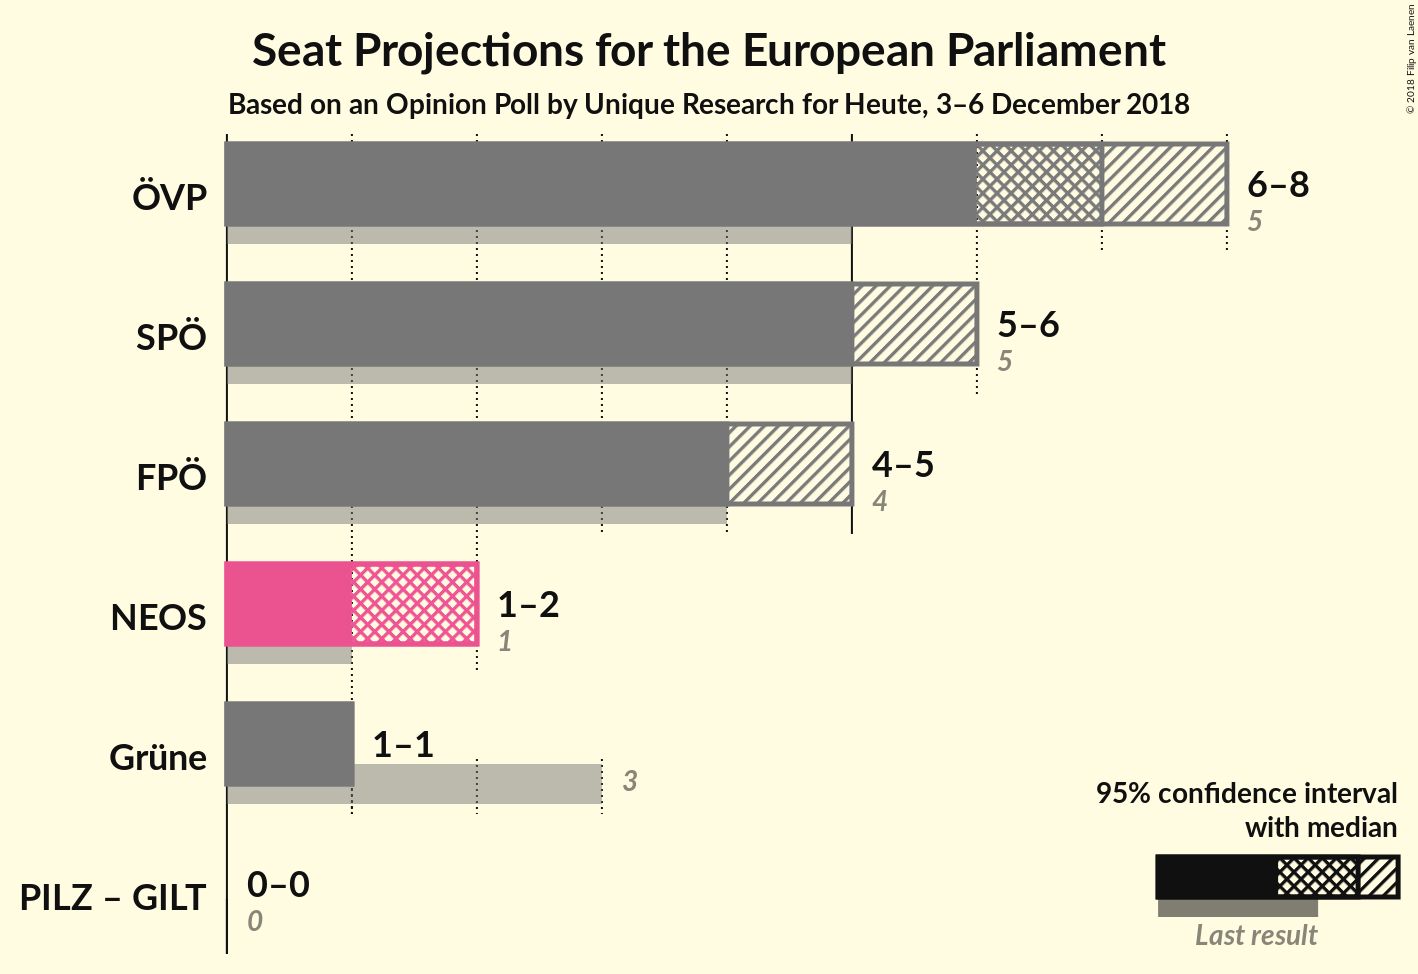 Seat Projections for the European Parliament
Based on an Opinion Poll by Unique Research for Heute, 3–6 December 2018
© 2018 Filip van Laenen
ÖVP
6–8
5
SPÖ
5–6
5
FPÖ
4–5
4
NEOS
1–2
1
Grüne
1–1
3
PILZ – GILT
0–0
0
95% confidence interval
with median
Last result